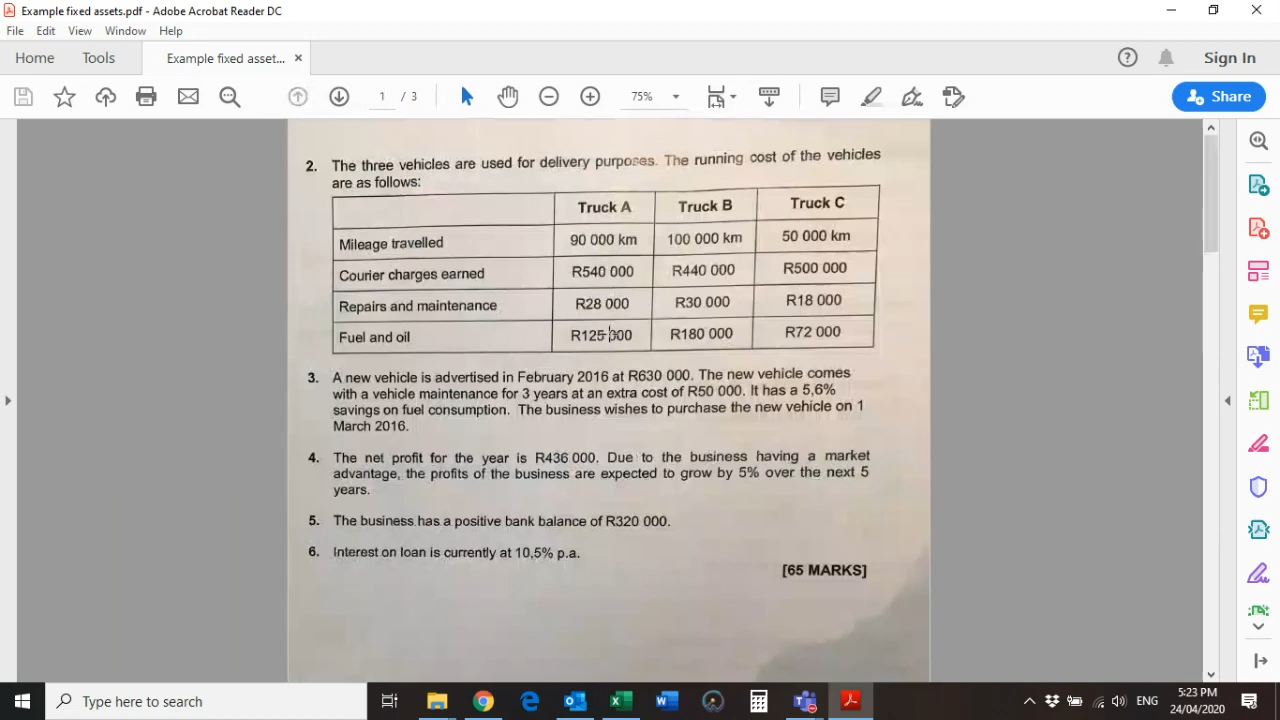 Example fixed assets.pdf - Adobe Acrobat Reader DC
File Edit View Window Help
Home Tools Example fixed asset... × Sign In
1 / 3 75% Share
2. The three vehicles are used for delivery purposes. The running cost of the vehicles
are as follows:
Truck A Truck B Truck C
Mileage travelled 90 000 km 100 000 km 50 000 km
Courier charges earned R540 000 R440 000 R500 000
Repairs and maintenance R28 000 R30 000 R18 000
Fuel and oil R125 000 R180 000 R72 000
3. A new vehicle is advertised in February 2016 at R630 000. The new vehicle comes
with a vehicle maintenance for 3 years at an extra cost of R50 000. It has a 5,6%
savings on fuel consumption. The business wishes to purchase the new vehicle on 1
March 2016.
4. The net profit for the year is R436 000. Due to the business having a market
advantage, the profits of the business are expected to grow by 5% over the next 5
years.
5. The business has a positive bank balance of R320 000.
6. Interest on loan is currently at 10,5% p.a.
[65 MARKS]
Type here to search
ENG
5:23 PM
24/04/2020